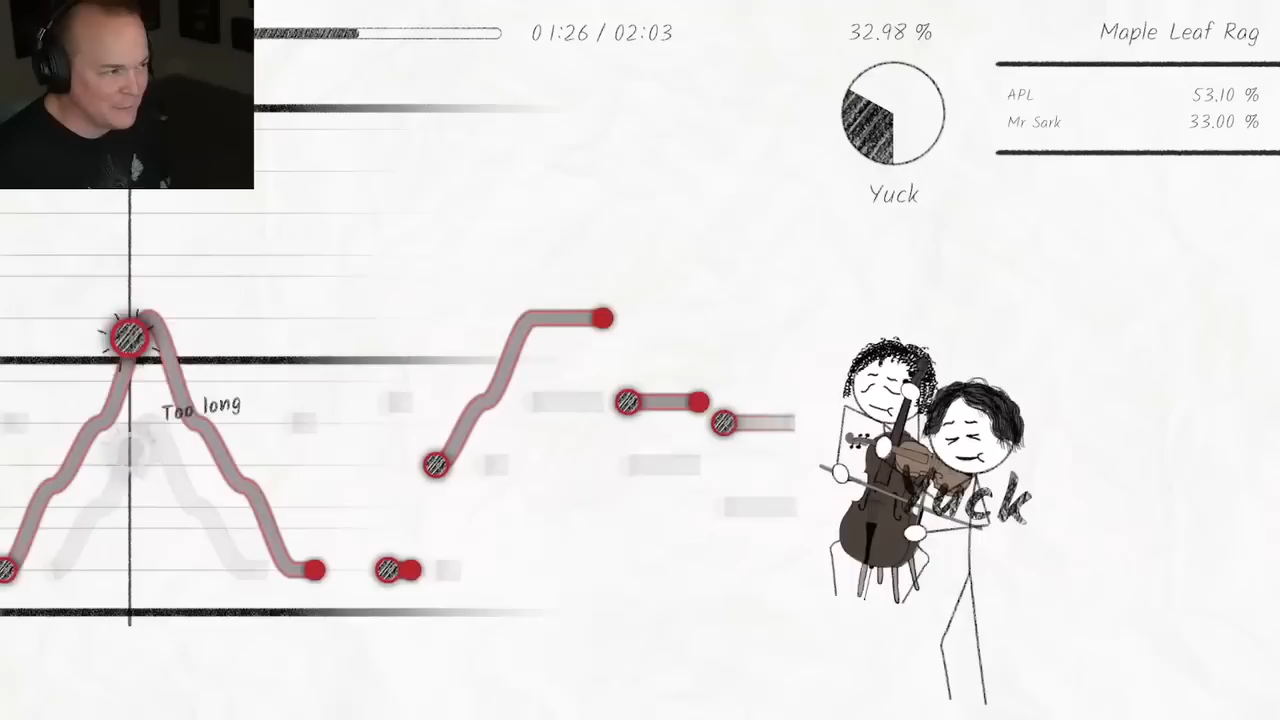 01:26 / 02:03
32.98 %
Maple Leaf Rag
APL 53.10 %
Mr Sark 33.00 %
Yuck
Too long
Yuck